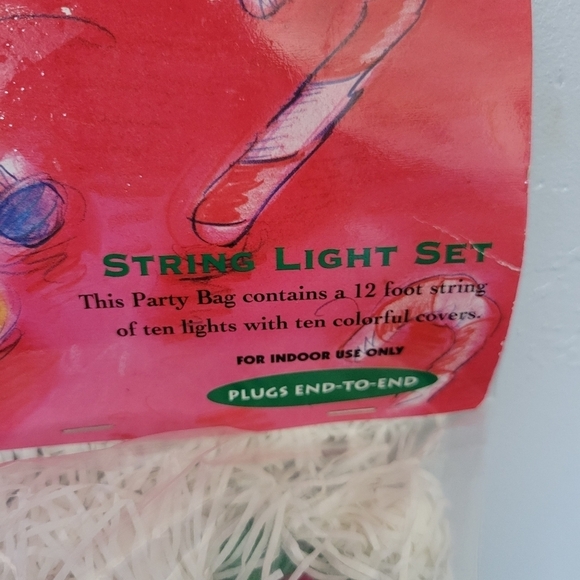 STRING LIGHT SET
This Party Bag contains a 12 foot string
of ten lights with ten colorful covers.
FOR INDOOR USE ONLY
PLUGS END-TO-END